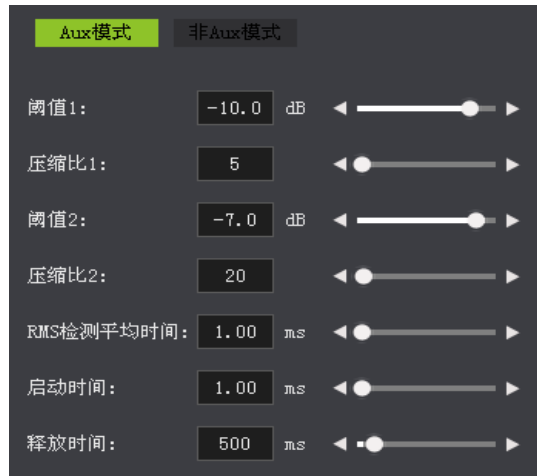 Aux模式 非Aux模式
阈值1: -10.0 dB
压缩比1: 5
阈值2: -7.0 dB
压缩比2: 20
RMS检测平均时间: 1.00 ms
启动时间: 1.00 ms
释放时间: 500 ms